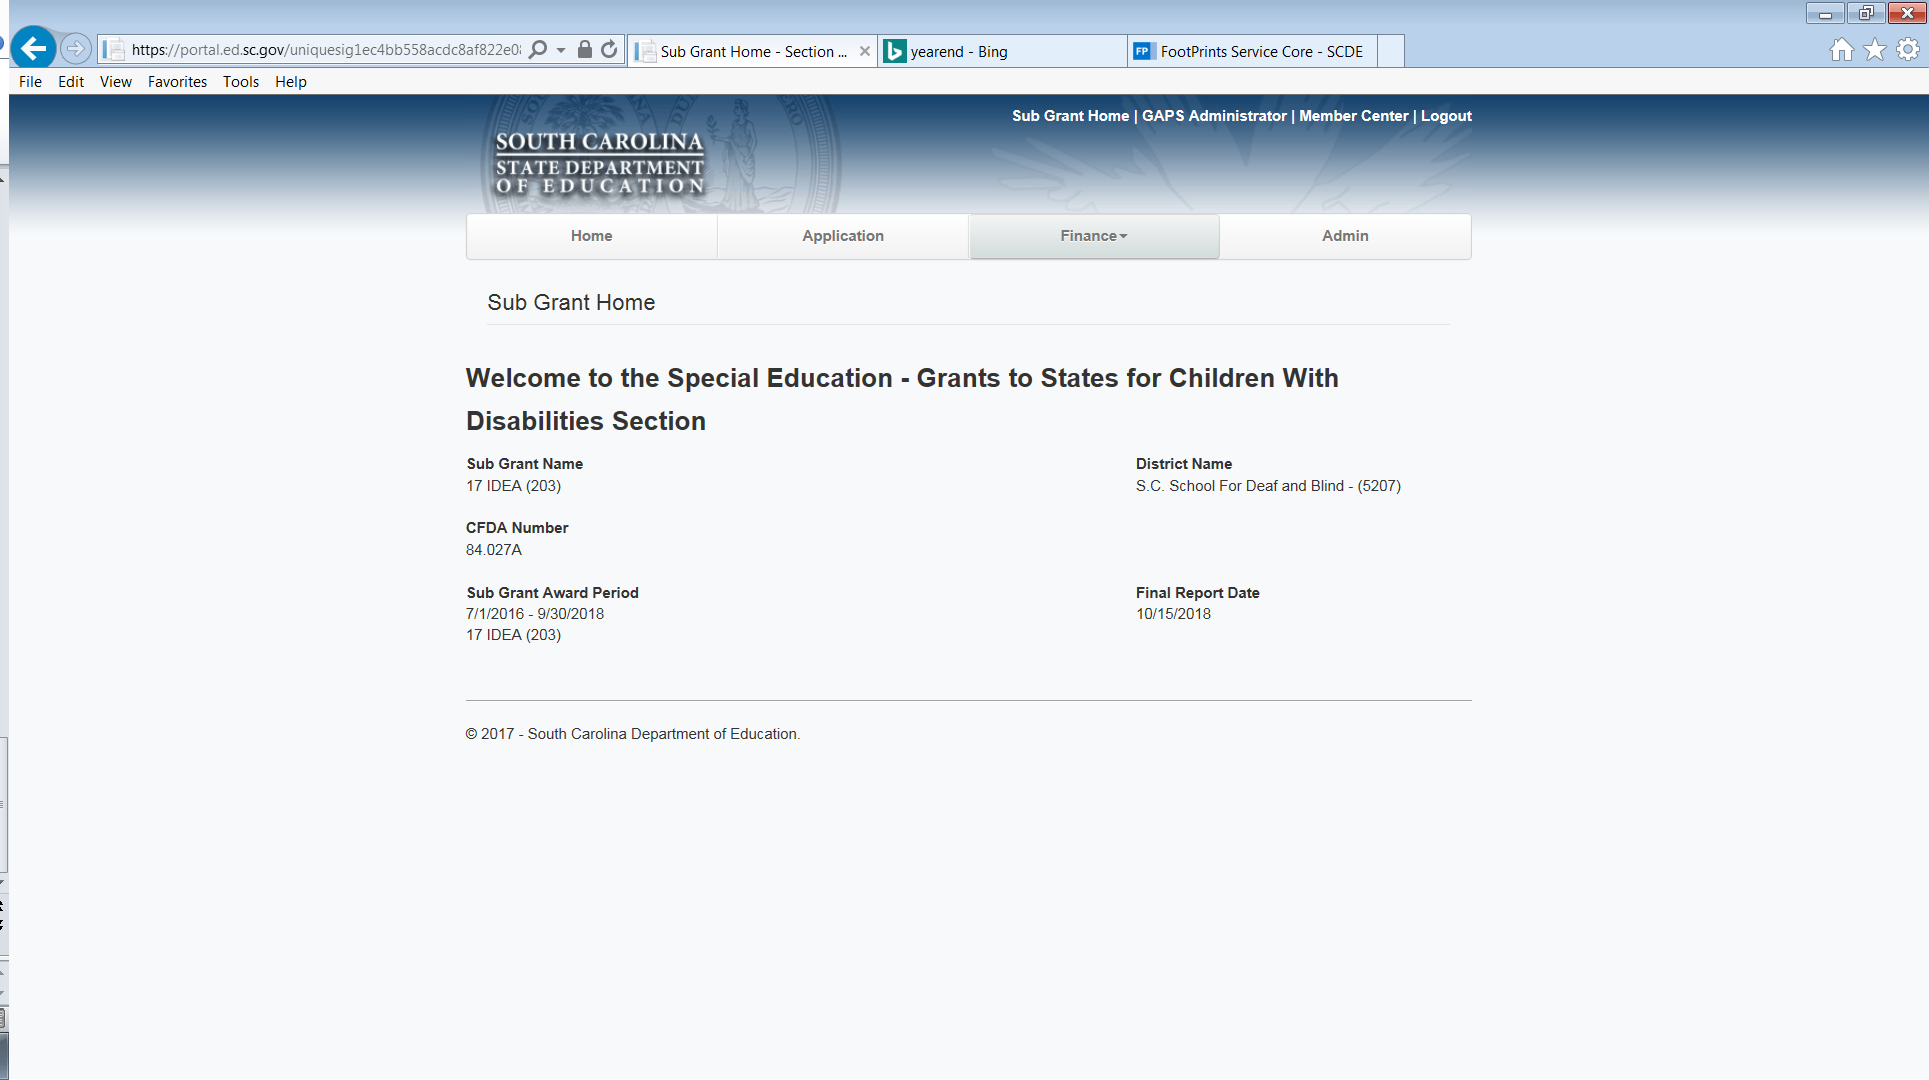 https://portal.ed.sc.gov/uniquesig1ec4bb558acdc8af822e0
Sub Grant Home - Section ...
yearend - Bing
FP FootPrints Service Core - SCDE
File Edit View Favorites Tools Help
Sub Grant Home | GAPS Administrator | Member Center | Logout
SOUTH CAROLINA
STATE DEPARTMENT
OF EDUCATION
Home Application Finance Admin
Sub Grant Home
Welcome to the Special Education - Grants to States for Children With
Disabilities Section
Sub Grant Name
17 IDEA (203)
District Name
S.C. School For Deaf and Blind - (5207)
CFDA Number
84.027A
Sub Grant Award Period
7/1/2016 - 9/30/2018
17 IDEA (203)
Final Report Date
10/15/2018
© 2017 - South Carolina Department of Education.